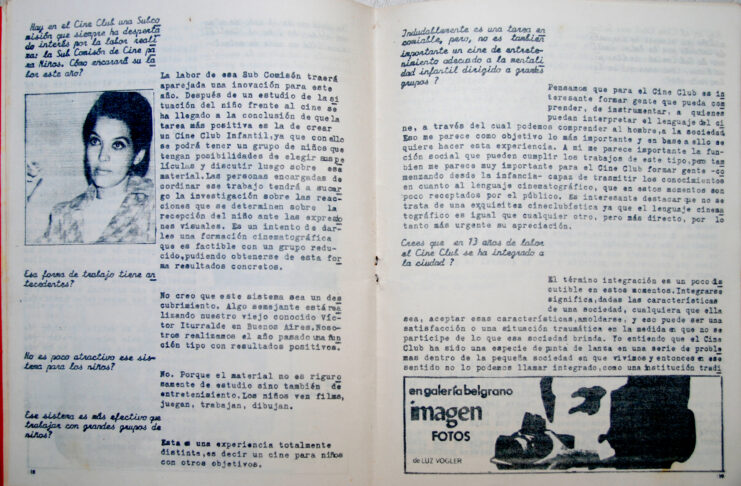 Hay en el Cine Club una Subco
misión que siempre ha desperta
do interés por la labor reali
za: la Sub Comisión de Cine pa
ra Niños. Cómo encarará su la
bor este año?
La labor de esa Sub Comisión traerá
aparejada una inovación para este
año. Después de un estudio de la si
tuación del niño frente al cine se
ha llegado a la conclusión de que la
tarea más positiva es la de crear
un Cine Club Infantil, ya que con ello
se podrá tener un grupo de niños que
tengan posibilidades de elegir sus pe
lículas y discutir luego sobre ese
material. Las personas encargadas de
cordinar ese trabajo tendrá a su car
go la investigación sobre las reac
ciones que se determinen sobre la
recepción del niño ante las expresio
nes visuales. Es un intento de dar-
les una formación cinematográfica
que es factible con un grupo redu-
cido, pudiendo obtenerse de esta for
ma resultados concretos.
Esa forma de trabajo tiene an
tecedentes?
No creo que este sistema sea un des
cubrimiento. Algo semejante está rea
lizando nuestro viejo conocido Víc-
tor Iturralde en Buenos Aires. Noso-
tros realizamos el año pasado una fun
ción tipo con resultados positivos.
No es poco atractivo ese sis-
tema para los niños?
No. Porque el material no es riguro
samente de estudio sino también de
entretenimiento. Los niños ven films,
juegan, trabajan, dibujan.
Ese sistema es más efectivo que
trabajar con grandes grupos de
niños?
Esta es una experiencia totalmente
distinta, es decir un cine para niños
con otros objetivos.
18
Indudablemente es una tarea en
comiable, pero, no es también
importante un cine de entrete-
nimiento adecuado a la mentali
dad infantil dirigido a grandes
grupos ?
Pensamos que para el Cine Club es in
teresante formar gente que pueda com
prender, de instrumentar, a quienes
puedan interpretar el lenguaje del ci
ne, a través del cual podemos comprender al hombre, a la sociedad
Eso me parece como objetivo lo más importante y en base a ello se
quiere hacer esta experiencia. A mi me parece importante la fun-
ción social que pueden cumplir los trabajos de este tipo, pero tam
bien me parece muy importante para el Cine Club formar gente -co
menzando desde la infancia- capaces de transmitir los conocimientos
en cuanto al lenguaje cinematográfico, que en estos momentos son
poco receptados por el público. Es interesante destacar que no se
trata de una exquisitez cineclubística ya que el lenguaje cinema
tográfico es igual que cualquier otro, pero más directo, por lo
tanto más urgente su apreciación.
Crees que en 13 años de labor
el Cine Club se ha integrado a
la ciudad ?
El término integración es un poco dis
cutible en estos momentos. Integrarse
significa, dadas las características
de una sociedad, cualquiera que ella
sea, aceptar esas características, amoldarse, y eso puede ser una
satisfacción o una situación traumática en la medida en que no se
participe de lo que esa sociedad brinda. Yo entiendo que el Cine
Club ha sido una especie de punta de lanza en una serie de proble
mas dentro de la pequeña sociedad en que vivimos y entonces en ese
sentido no lo podemos llamar integrado, como una institución tradi
en galería belgrano
imagen
FOTOS
de LUZ VOGLER
19